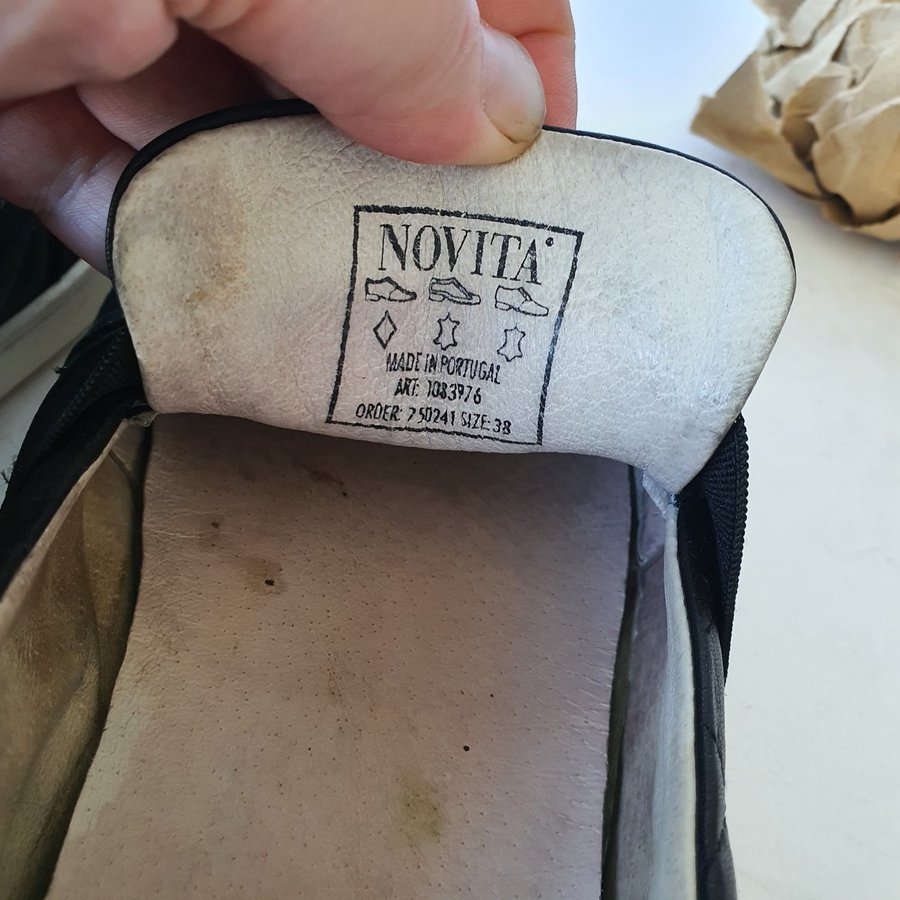 NOVITA®
MADE IN PORTUGAL
ART: 1083976
ORDER: 750241 SIZE: 38